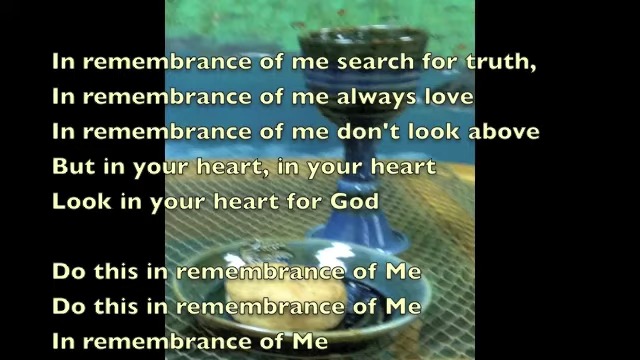 In remembrance of me search for truth,
In remembrance of me always love
In remembrance of me don't look above
But in your heart, in your heart
Look in your heart for God
Do this in remembrance of Me
Do this in remembrance of Me
In remembrance of Me